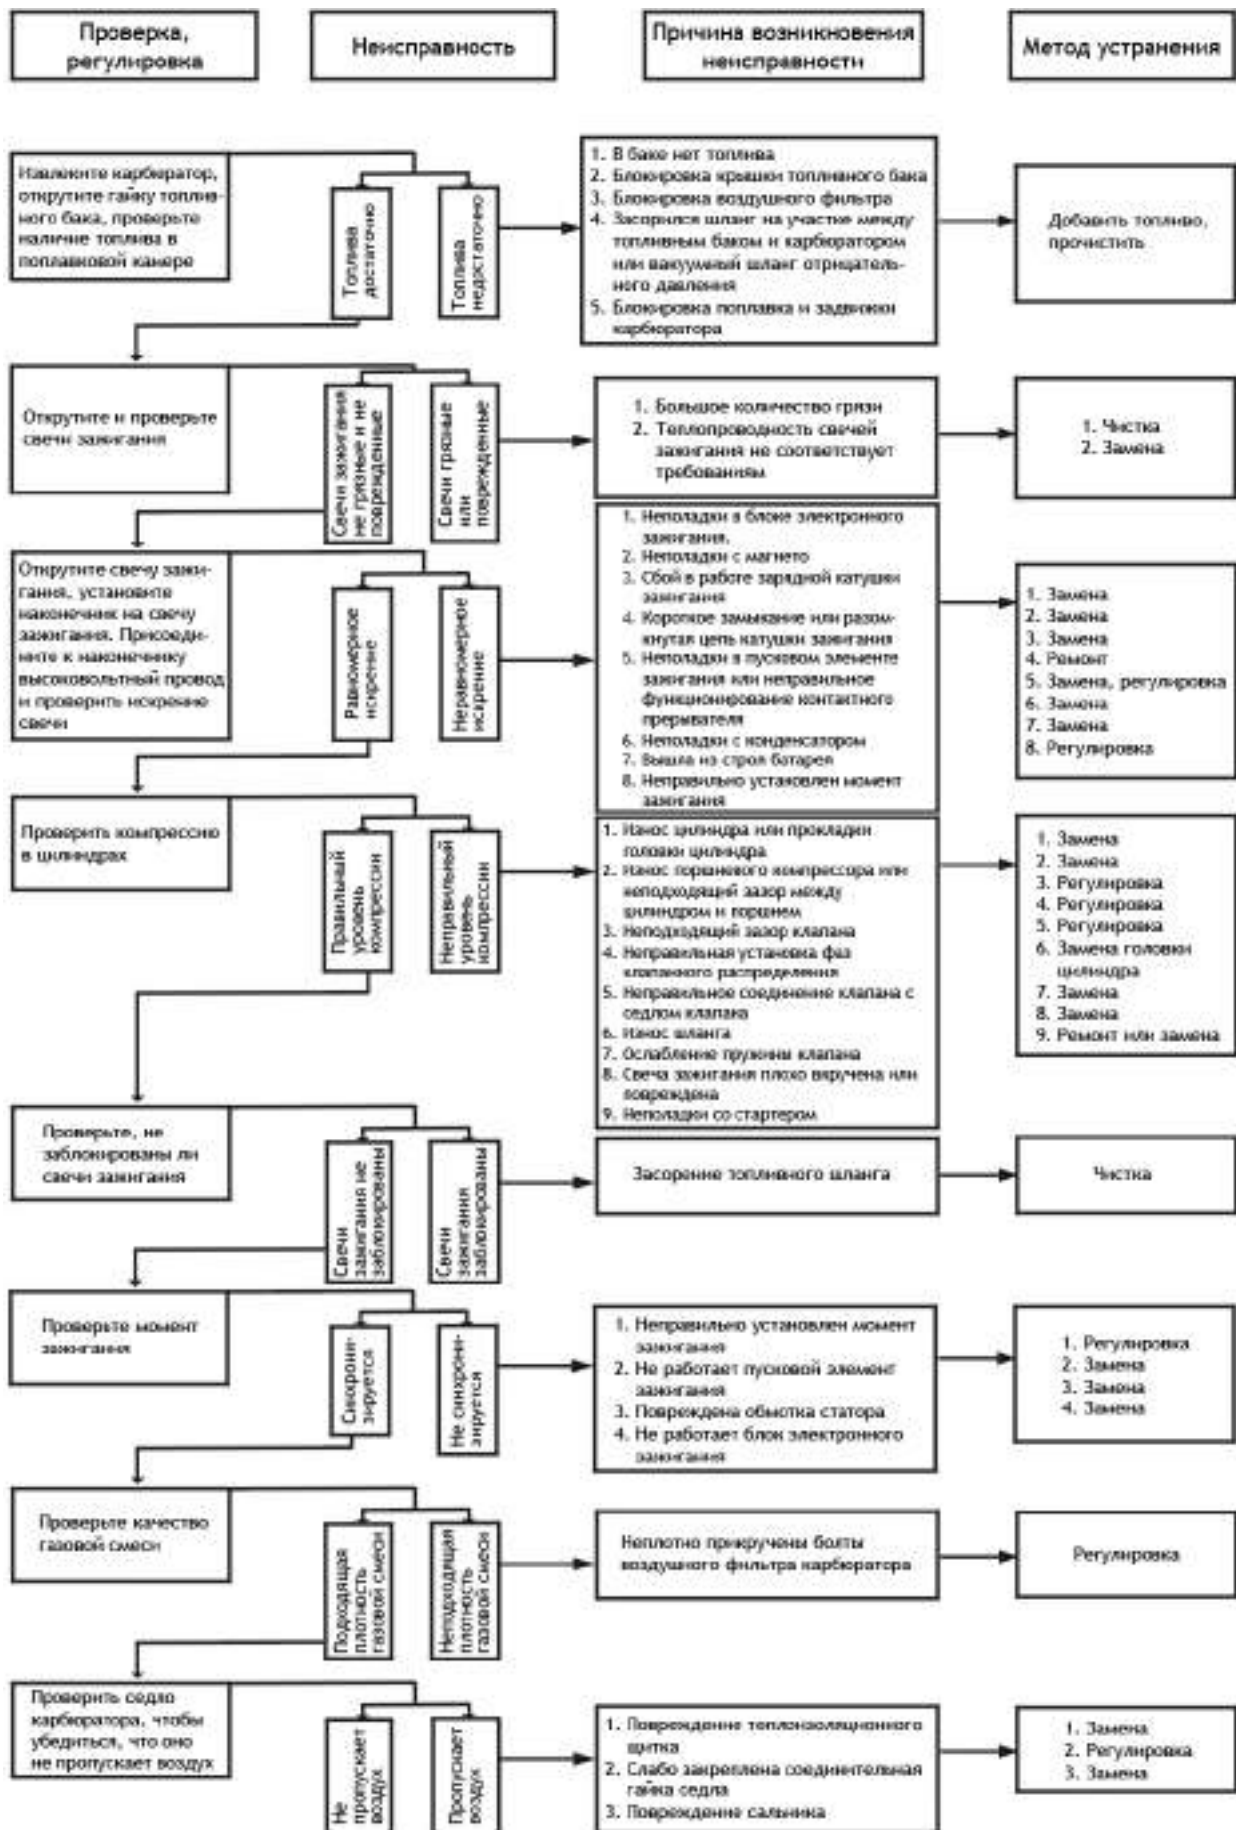 Проверка,
регулировка
Неисправность
Причина возникновения
неисправности
Метод устранения
Извлеките карбюратор,
открутите гайку топлив-
ного бака, проверьте
наличие топлива в
поплавковой камере
Топлива
достаточно
Топлива
недостаточно
1. В баке нет топлива
2. Блокировка крышки топливного бака
3. Блокировка воздушного фильтра
4. Засорился шланг на участке между
топливным баком и карбюратором
или вакуумный шланг отрицатель-
ного давления
5. Блокировка поплавка и задвижки
карбюратора
Добавить топливо,
прочистить
Открутите и проверьте
свечи зажигания
Свечи зажигания
не грязные и не
поврежденные
Свечи грязные
или
поврежденные
1. Большое количество грязи
2. Теплопроводность свечей
зажигания не соответствует
требованиям
1. Чистка
2. Замена
Открутите свечу зажи-
гания, установите
наконечник на свечу
зажигания. Присоеди-
ните к наконечнику
высоковольтный провод
и проверить искрение
свечи
Равномерное
искрение
Неравномерное
искрение
1. Неполадки в блоке электронного
зажигания.
2. Неполадки с магнето
3. Сбой в работе зарядной катушки
зажигания
4. Короткое замыкание или разом-
кнутая цепь катушки зажигания
5. Неполадки в пусковом элементе
зажигания или неправильное
функционирование контактного
прерывателя
6. Неполадки с конденсатором
7. Вышла из строя батарея
8. Неправильно установлен момент
зажигания
1. Замена
2. Замена
3. Замена
4. Ремонт
5. Замена, регулировка
6. Замена
7. Замена
8. Регулировка
Проверить компрессию
в цилиндрах
Правильный
уровень
компрессии
Неправильный
уровень
компрессии
1. Износ цилиндра или прокладки
головки цилиндра
2. Износ поршневого компрессора или
неподходящий зазор между
цилиндром и поршнем
3. Неподходящий зазор клапана
4. Неправильная установка фаз
клапанного распределения
5. Неправильное соединение клапана с
седлом клапана
6. Износ шланга
7. Ослабление пружины клапана
8. Свеча зажигания плохо вкручена или
повреждена
9. Неполадки со стартером
1. Замена
2. Замена
3. Регулировка
4. Регулировка
5. Регулировка
6. Замена головки
цилиндра
7. Замена
8. Замена
9. Ремонт или замена
Проверьте, не
заблокированы ли
свечи зажигания
Свечи
зажигания не
заблокированы
Свечи
зажигания
заблокированы
Засорение топливного шланга
Чистка
Проверьте момент
зажигания
Синхрони-
зируется
Не синхрони-
зируется
1. Неправильно установлен момент
зажигания
2. Не работает пусковой элемент
зажигания
3. Повреждена обмотка статора
4. Не работает блок электронного
зажигания
1. Регулировка
2. Замена
3. Замена
4. Замена
Проверьте качество
газовой смеси
Подходящая
плотность
газовой смеси
Неподходящая
плотность
газовой смеси
Неплотно прикручены болты
воздушного фильтра карбюратора
Регулировка
Проверить седло
карбюратора, чтобы
убедиться, что оно
не пропускает воздух
Не
пропускает
воздух
Пропускает
воздух
1. Повреждение теплоизоляционного
щитка
2. Слабо закреплена соединительная
гайка седла
3. Повреждение сальника
1. Замена
2. Регулировка
3. Замена